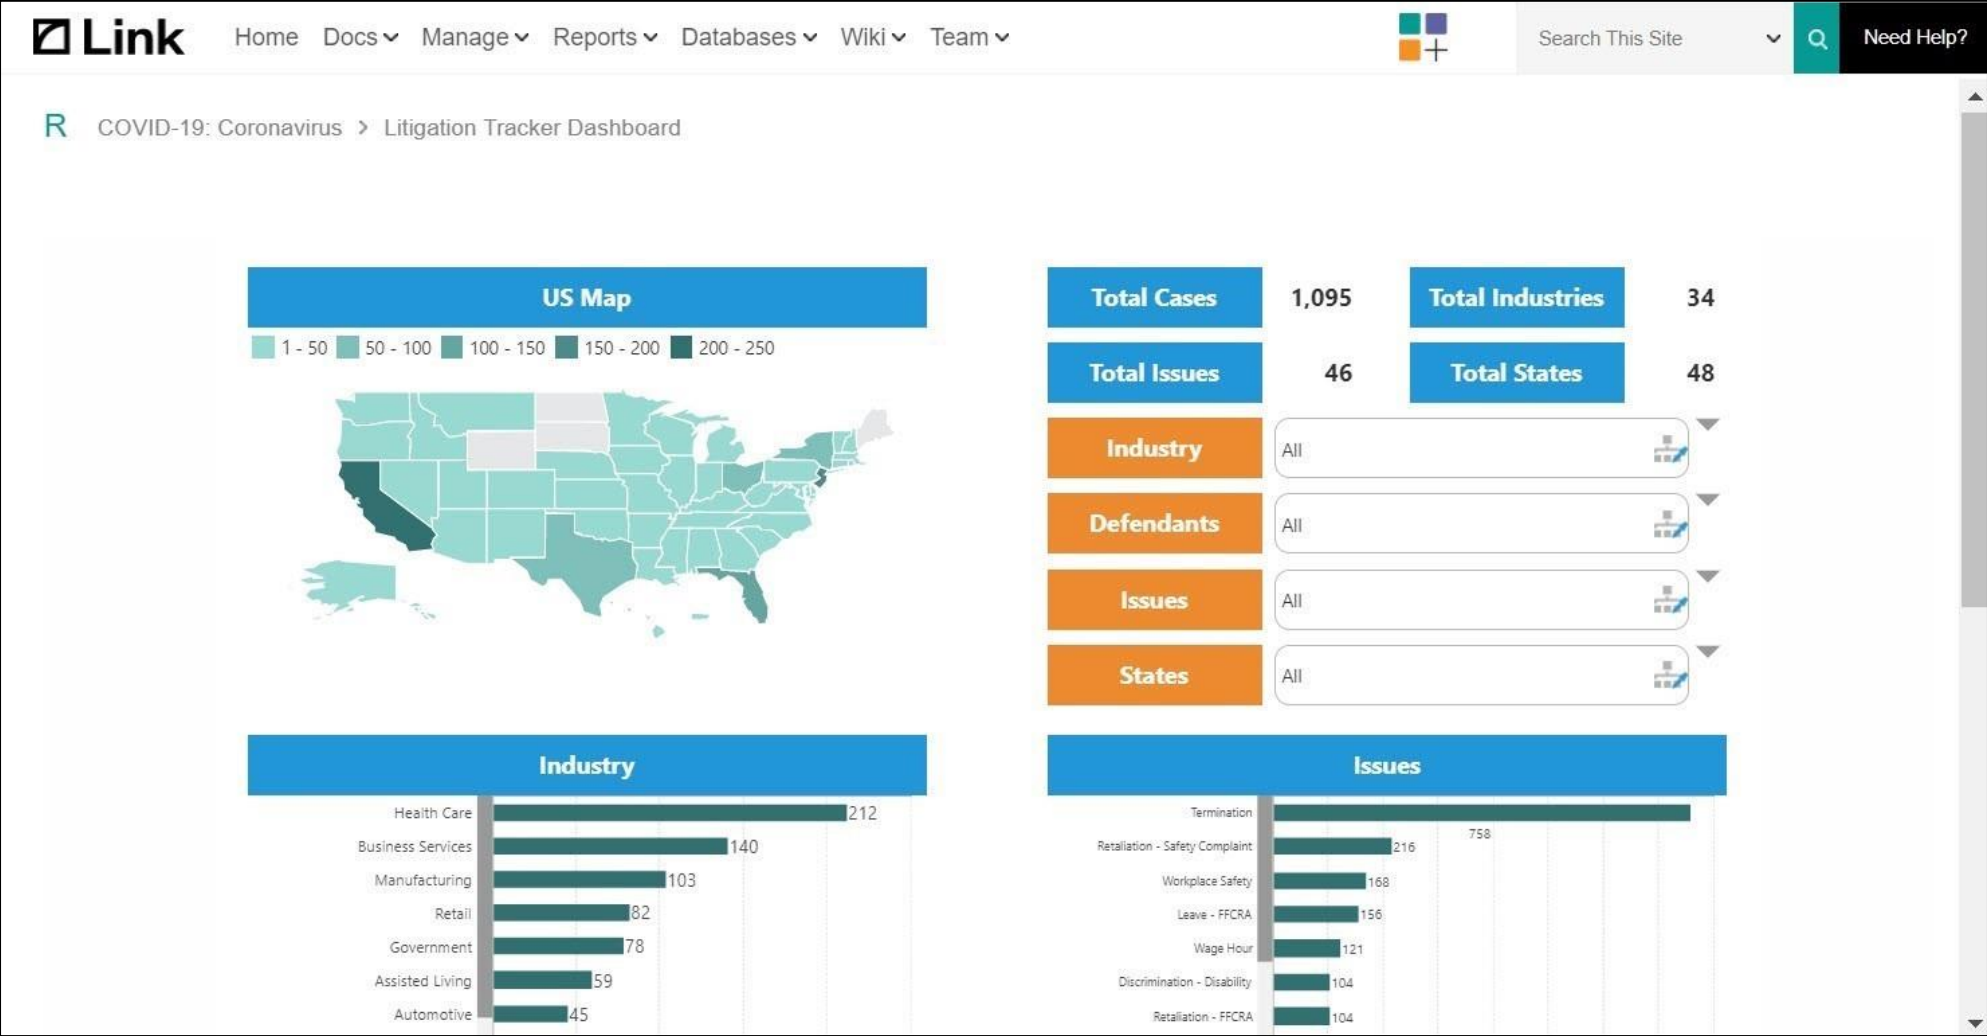 Link Home Docs Manage Reports Databases Wiki Team Search This Site Need Help?
R COVID-19: Coronavirus > Litigation Tracker Dashboard
US Map
1 - 50 50 - 100 100 - 150 150 - 200 200 - 250
Total Cases 1,095 Total Industries 34
Total Issues 46 Total States 48
Industry All
Defendants All
Issues All
States All
Industry
Health Care 212
Business Services 140
Manufacturing 103
Retail 82
Government 78
Assisted Living 59
Automotive 45
Issues
Termination 758
Retaliation - Safety Complaint 216
Workplace Safety 168
Leave - FFCRA 156
Wage Hour 121
Discrimination - Disability 104
Retaliation - FFCRA 104